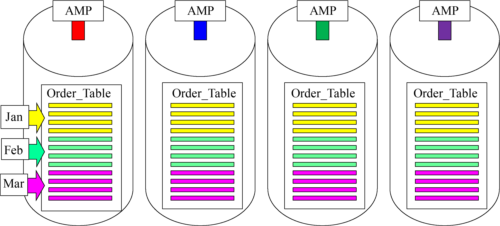 AMP AMP AMP AMP
Order_Table Order_Table Order_Table Order_Table
Jan
Feb
Mar